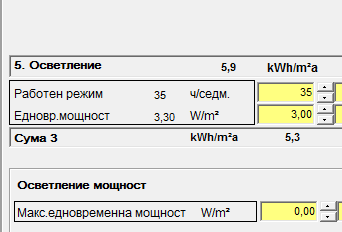 5. Осветление 5,9 kWh/m²a
Работен режим 35 ч/седм. 35
Едновр.мощност 3,30 W/m² 3,00
Сума 3 kWh/m²a 5,3
Осветление мощност
Макс.едновременна мощност W/m² 0,00